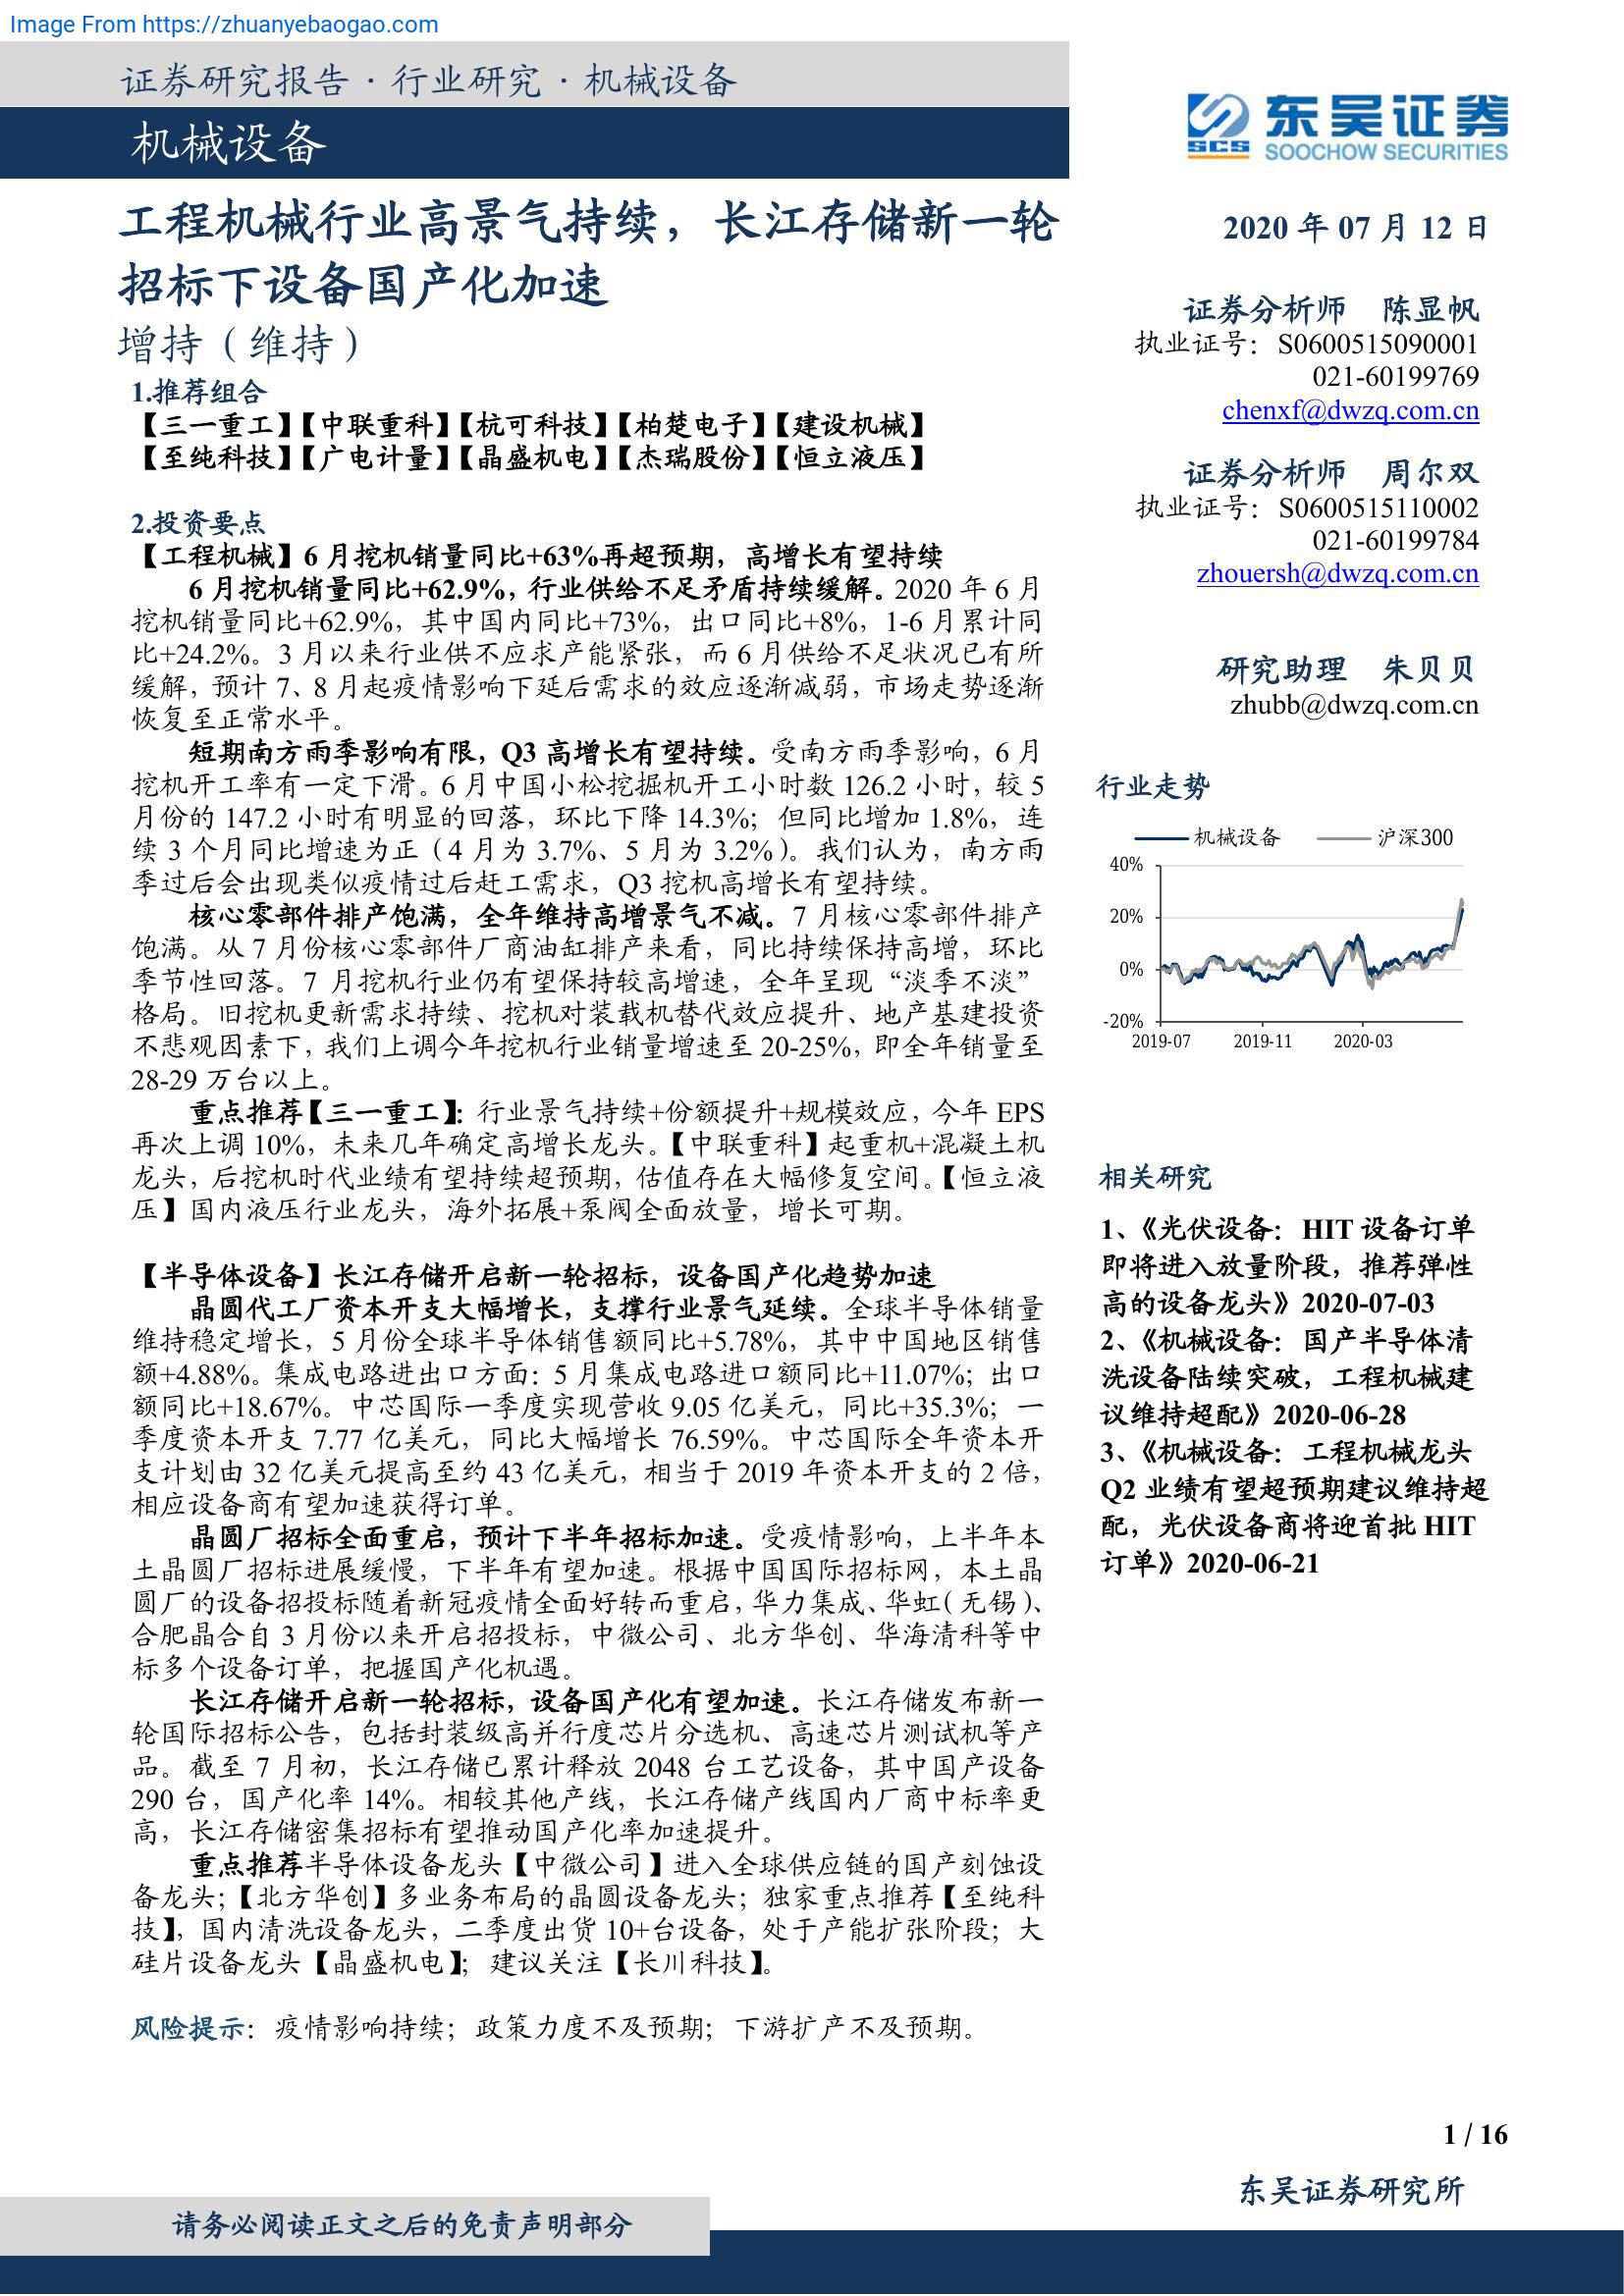 Image From https://zhuanyebaogao.com
证券研究报告 · 行业研究 · 机械设备
机械设备
东吴证券
SCS
SOOCHOW SECURITIES
工程机械行业高景气持续，长江存储新一轮
招标下设备国产化加速
增持（维持）
1.推荐组合
【三一重工】【中联重科】【杭可科技】【柏楚电子】【建设机械】
【至纯科技】【广电计量】【晶盛机电】【杰瑞股份】【恒立液压】
2.投资要点
【工程机械】6 月挖机销量同比+63%再超预期，高增长有望持续
6 月挖机销量同比+62.9%，行业供给不足矛盾持续缓解。2020 年 6 月
挖机销量同比+62.9%，其中国内同比+73%，出口同比+8%，1-6 月累计同
比+24.2%。3 月以来行业供不应求产能紧张，而 6 月供给不足状况已有所
缓解，预计 7、8 月起疫情影响下延后需求的效应逐渐减弱，市场走势逐渐
恢复至正常水平。
短期南方雨季影响有限，Q3 高增长有望持续。受南方雨季影响，6 月
挖机开工率有一定下滑。6 月中国小松挖掘机开工小时数 126.2 小时，较 5
月份的 147.2 小时有明显的回落，环比下降 14.3%；但同比增加 1.8%，连
续 3 个月同比增速为正（4 月为 3.7%、5 月为 3.2%）。我们认为，南方雨
季过后会出现类似疫情过后赶工需求，Q3 挖机高增长有望持续。
核心零部件排产饱满，全年维持高增景气不减。7 月核心零部件排产
饱满。从 7 月份核心零部件厂商油缸排产来看，同比持续保持高增，环比
季节性回落。7 月挖机行业仍有望保持较高增速，全年呈现“淡季不淡”
格局。旧挖机更新需求持续、挖机对装载机替代效应提升、地产基建投资
不悲观因素下，我们上调今年挖机行业销量增速至 20-25%，即全年销量至
28-29 万台以上。
重点推荐【三一重工】：行业景气持续+份额提升+规模效应，今年 EPS
再次上调 10%，未来几年确定高增长龙头。【中联重科】起重机+混凝土机
龙头，后挖机时代业绩有望持续超预期，估值存在大幅修复空间。【恒立液
压】国内液压行业龙头，海外拓展+泵阀全面放量，增长可期。
【半导体设备】长江存储开启新一轮招标，设备国产化趋势加速
晶圆代工厂资本开支大幅增长，支撑行业景气延续。全球半导体销量
维持稳定增长，5 月份全球半导体销售额同比+5.78%，其中中国地区销售
额+4.88%。集成电路进出口方面：5 月集成电路进口额同比+11.07%；出口
额同比+18.67%。中芯国际一季度实现营收 9.05 亿美元，同比+35.3%；一
季度资本开支 7.77 亿美元，同比大幅增长 76.59%。中芯国际全年资本开
支计划由 32 亿美元提高至约 43 亿美元，相当于 2019 年资本开支的 2 倍，
相应设备商有望加速获得订单。
晶圆厂招标全面重启，预计下半年招标加速。受疫情影响，上半年本
土晶圆厂招标进展缓慢，下半年有望加速。根据中国国际招标网，本土晶
圆厂的设备招投标随着新冠疫情全面好转而重启，华力集成、华虹（无锡）、
合肥晶合自 3 月份以来开启招投标，中微公司、北方华创、华海清科等中
标多个设备订单，把握国产化机遇。
长江存储开启新一轮招标，设备国产化有望加速。长江存储发布新一
轮国际招标公告，包括封装级高并行度芯片分选机、高速芯片测试机等产
品。截至 7 月初，长江存储已累计释放 2048 台工艺设备，其中国产设备
290 台，国产化率 14%。相较其他产线，长江存储产线国内厂商中标率更
高，长江存储密集招标有望推动国产化率加速提升。
重点推荐半导体设备龙头【中微公司】进入全球供应链的国产刻蚀设
备龙头；【北方华创】多业务布局的晶圆设备龙头；独家重点推荐【至纯科
技】，国内清洗设备龙头，二季度出货 10+台设备，处于产能扩张阶段；大
硅片设备龙头【晶盛机电】；建议关注【长川科技】。
风险提示：疫情影响持续；政策力度不及预期；下游扩产不及预期。
2020 年 07 月 12 日
证券分析师 陈显帆
执业证号：S0600515090001
021-60199769
chenxf@dwzq.com.cn
证券分析师 周尔双
执业证号：S0600515110002
021-60199784
zhouersh@dwzq.com.cn
研究助理 朱贝贝
zhubb@dwzq.com.cn
行业走势
机械设备 沪深300
40%
20%
0%
-20%
2019-07 2019-11 2020-03
相关研究
1、《光伏设备：HIT 设备订单
即将进入放量阶段，推荐弹性
高的设备龙头》2020-07-03
2、《机械设备：国产半导体清
洗设备陆续突破，工程机械建
议维持超配》2020-06-28
3、《机械设备：工程机械龙头
Q2 业绩有望超预期建议维持超
配，光伏设备商将迎首批 HIT
订单》2020-06-21
1 / 16
东吴证券研究所
请务必阅读正文之后的免责声明部分